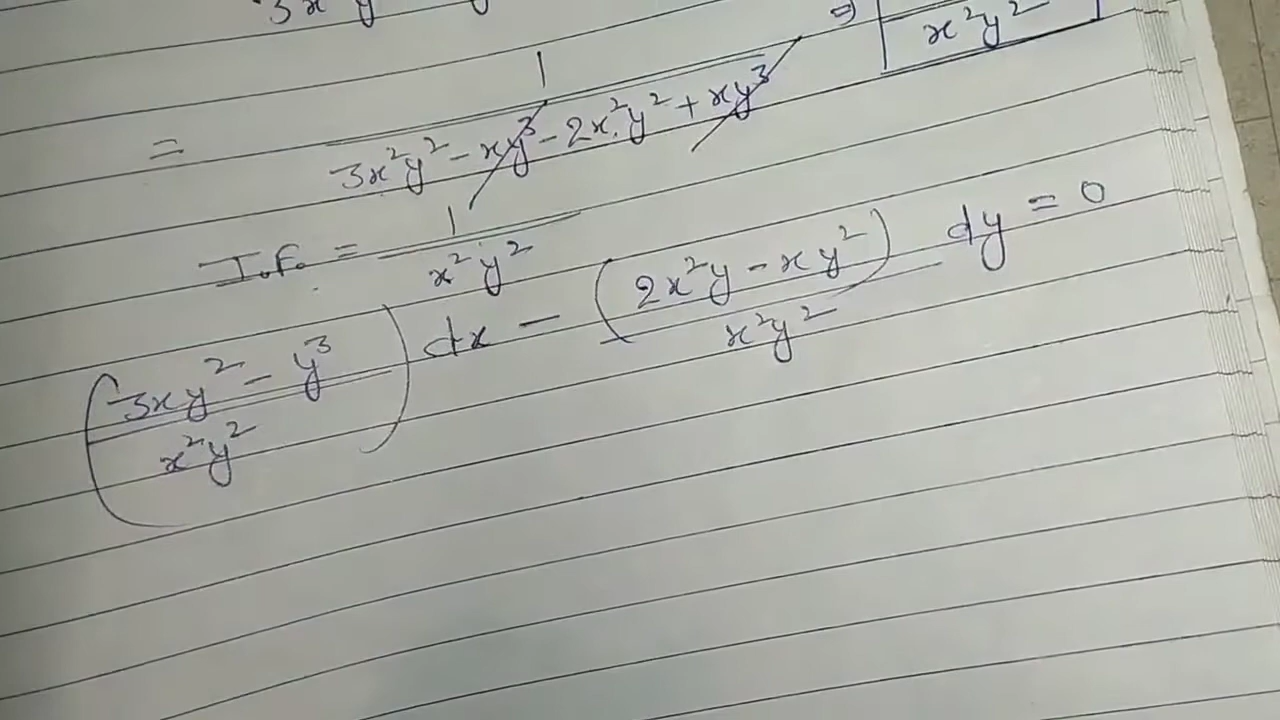 ⇒ x²y²
= 1 / 3x²y² - xy³ - 2x²y² + xy³
I.F. = 1 / x²y²
(3xy² - y³ / x²y²) dx - (2x²y - xy² / x²y²) dy = 0